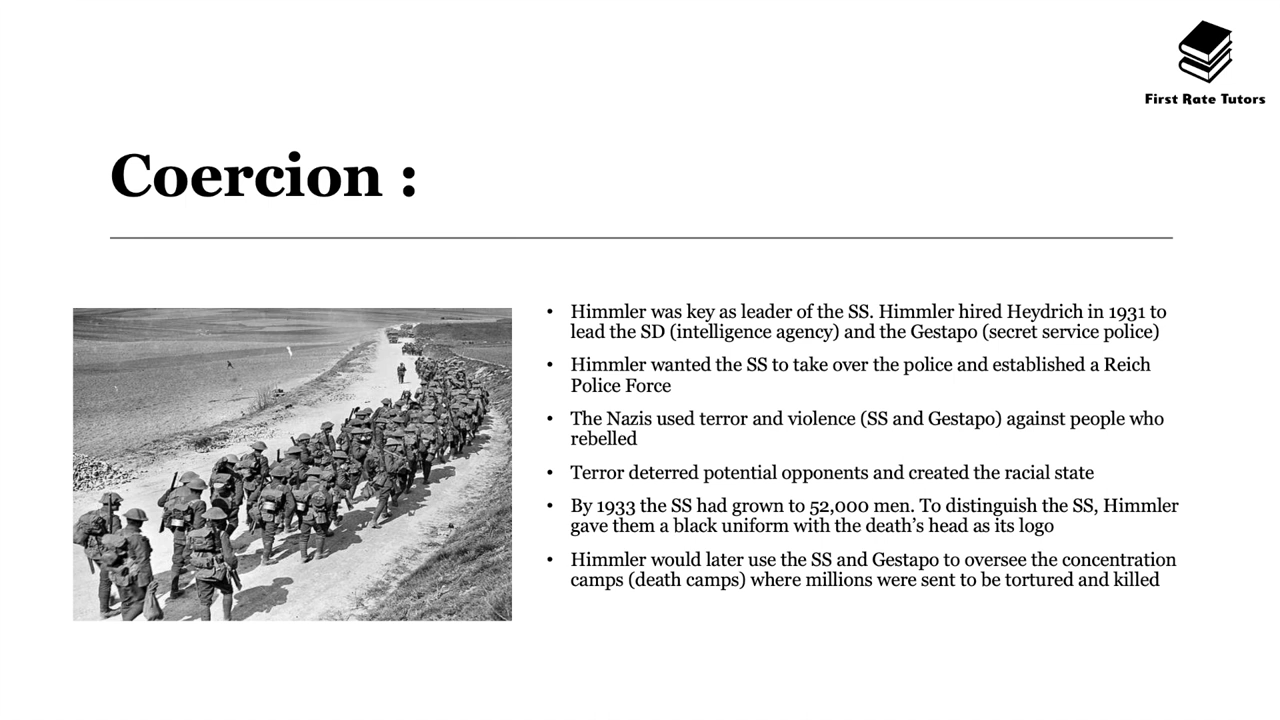 First Rate Tutors
Coercion :
• Himmler was key as leader of the SS. Himmler hired Heydrich in 1931 to
lead the SD (intelligence agency) and the Gestapo (secret service police)
• Himmler wanted the SS to take over the police and established a Reich
Police Force
• The Nazis used terror and violence (SS and Gestapo) against people who
rebelled
• Terror deterred potential opponents and created the racial state
• By 1933 the SS had grown to 52,000 men. To distinguish the SS, Himmler
gave them a black uniform with the death’s head as its logo
• Himmler would later use the SS and Gestapo to oversee the concentration
camps (death camps) where millions were sent to be tortured and killed